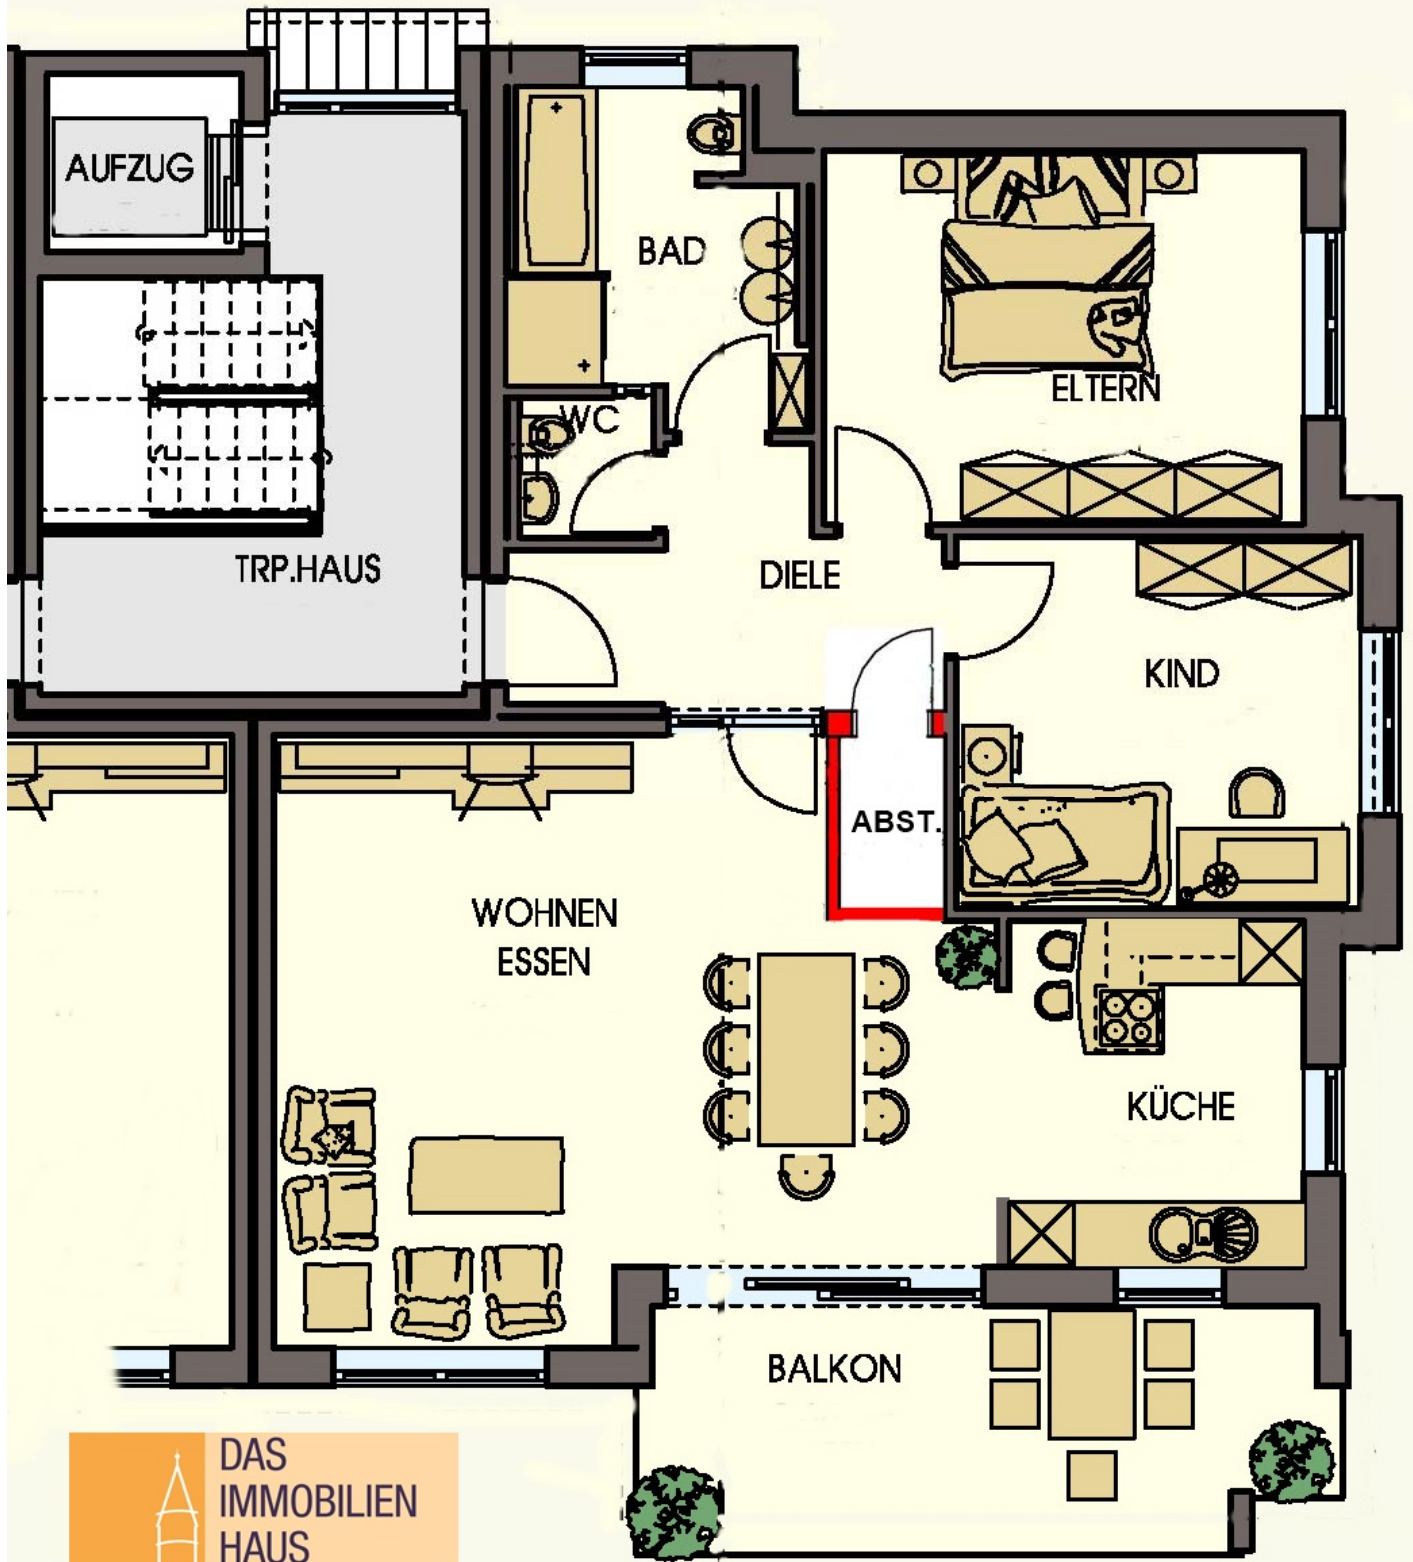 AUFZUG
BAD
ELTERN
WC
TRP.HAUS
DIELE
KIND
ABST.
WOHNEN
ESSEN
KÜCHE
BALKON
DAS
IMMOBILIEN
HAUS